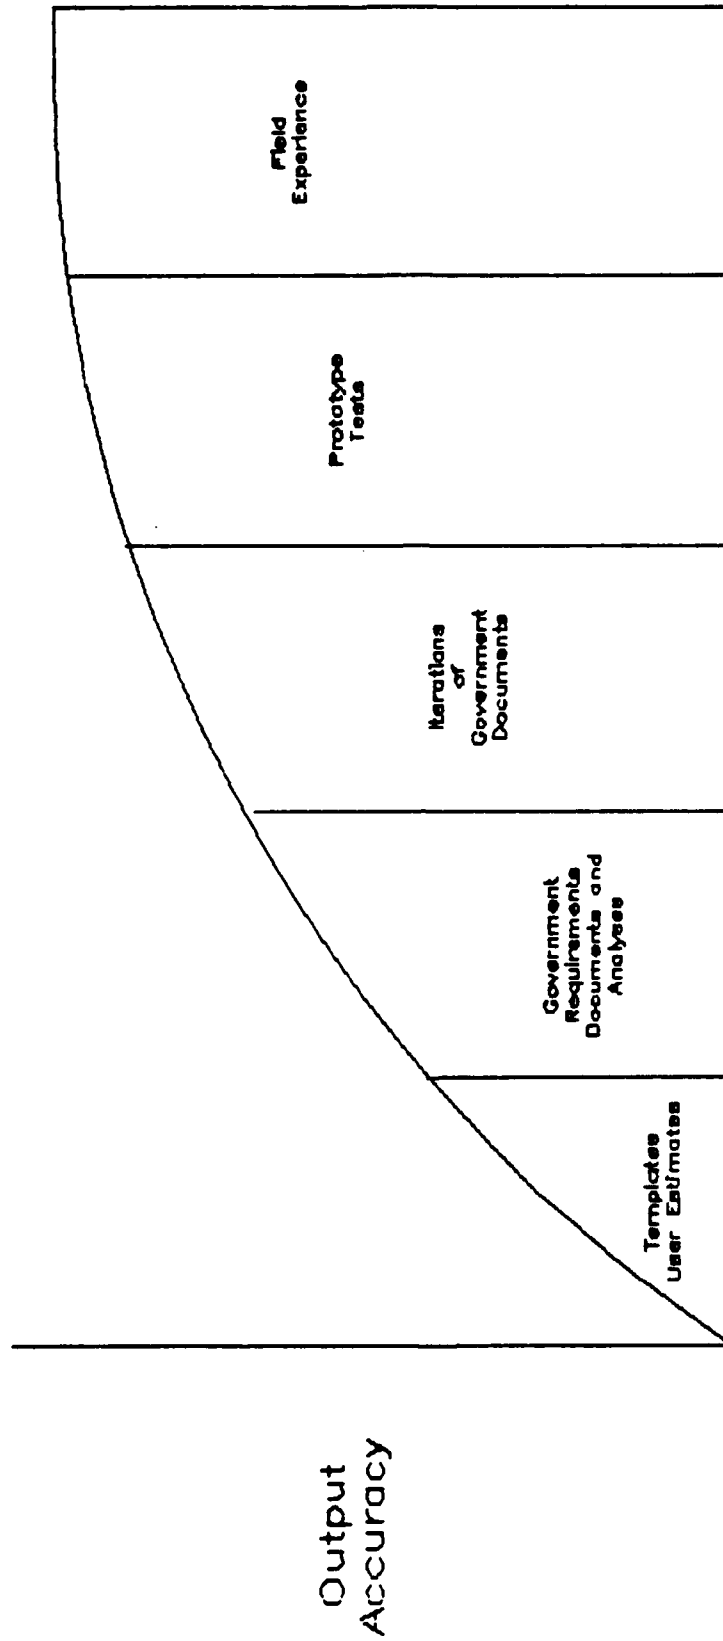 Output
Accuracy
Templates
User Estimates
Government
Requirements
Documents and
Analyses
Iterations
of
Government
Documents
Prototype
Tests
Field
Experience